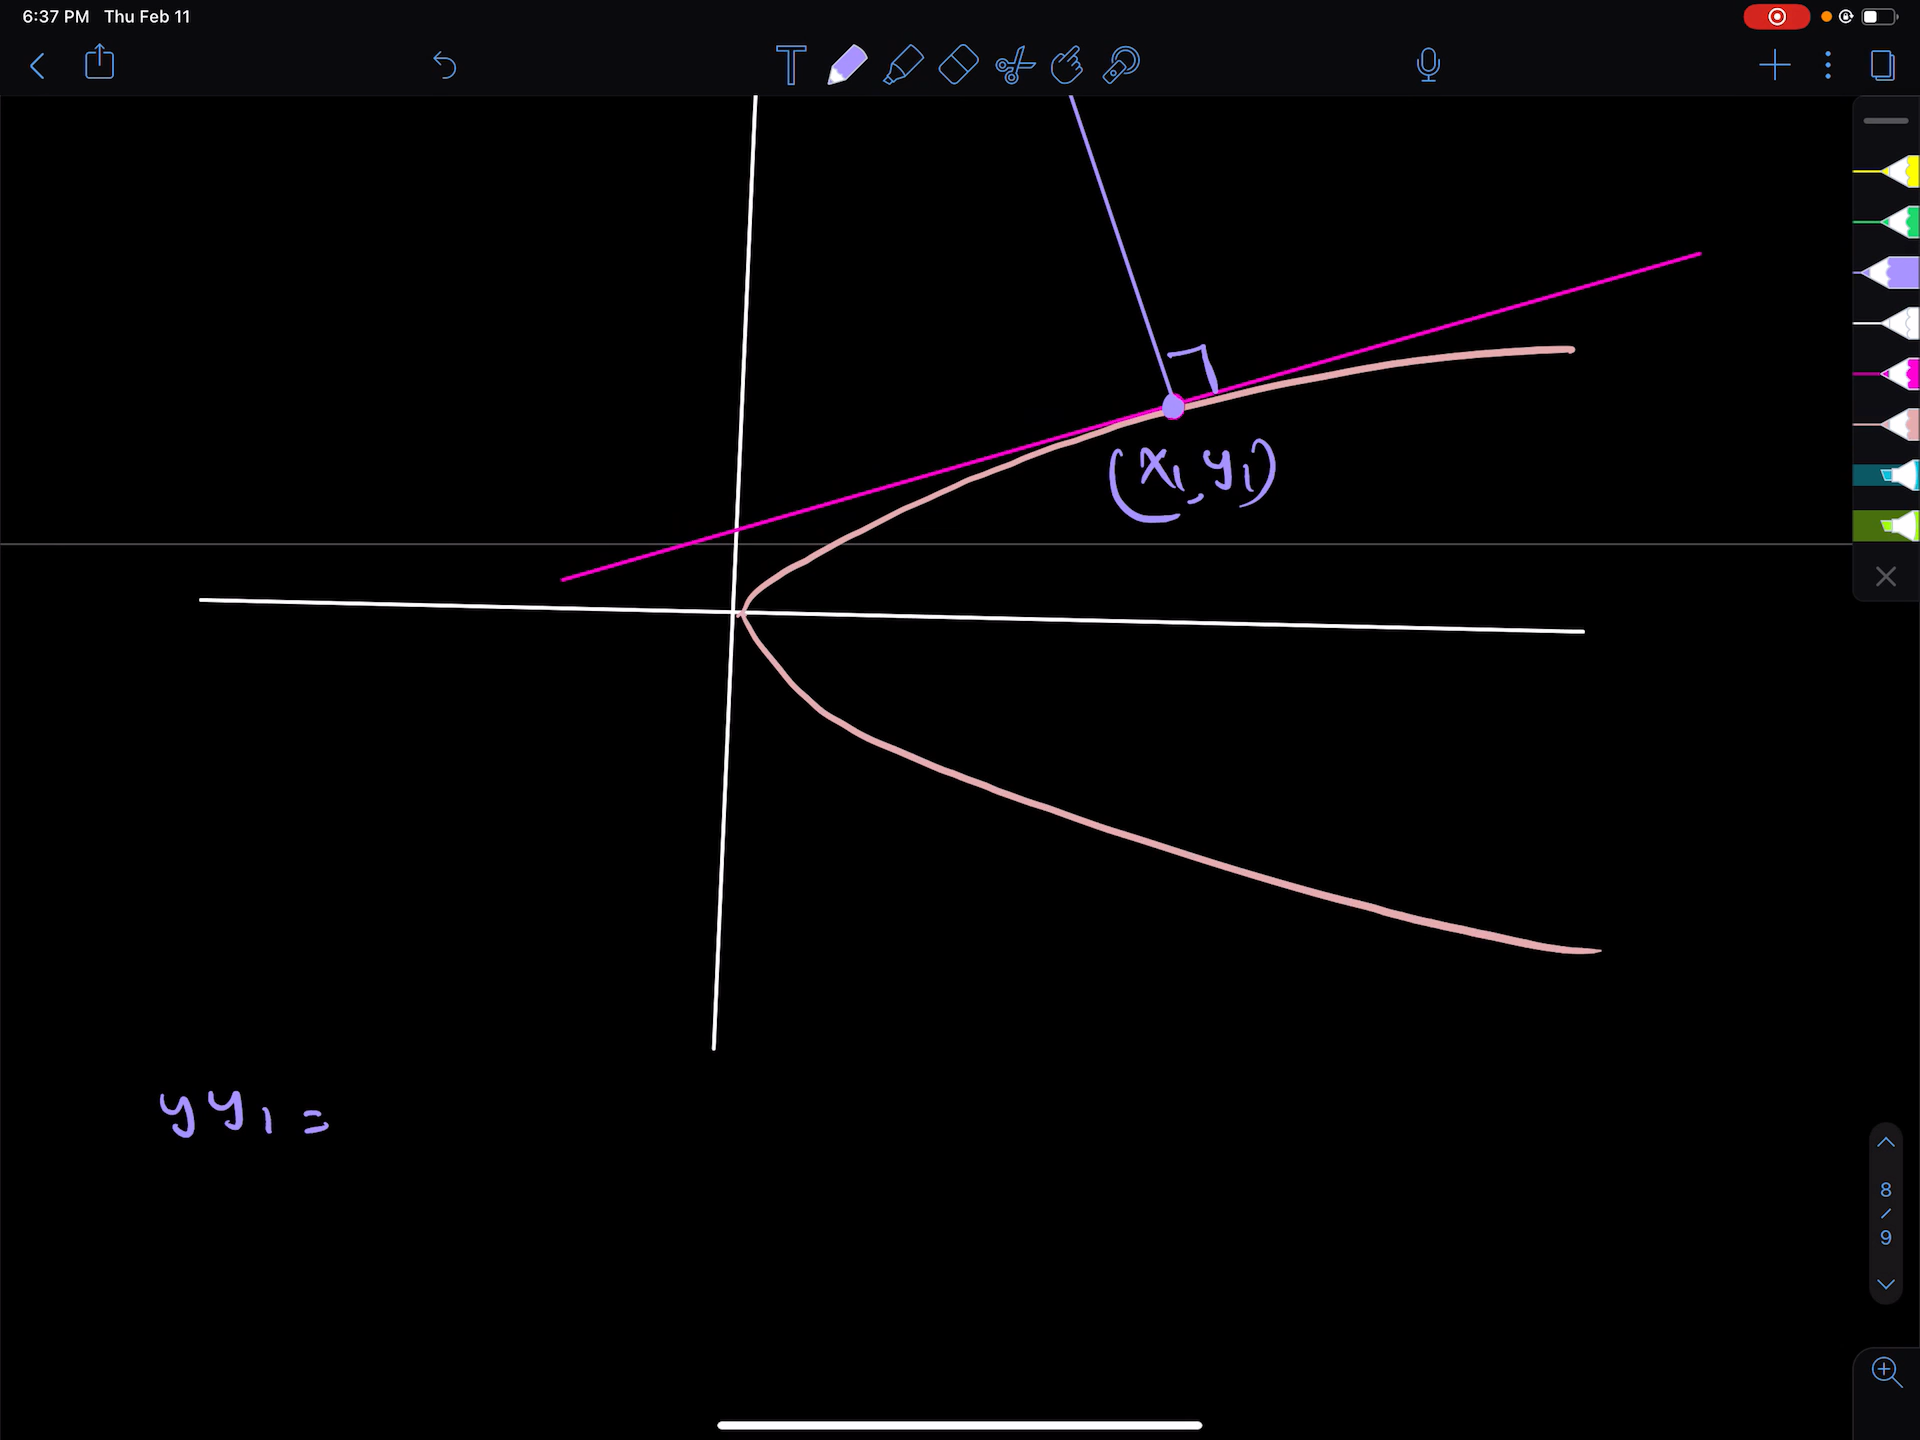 6:37 PM Thu Feb 11
T
(x₁, y₁)
yy₁ =
8
/
9